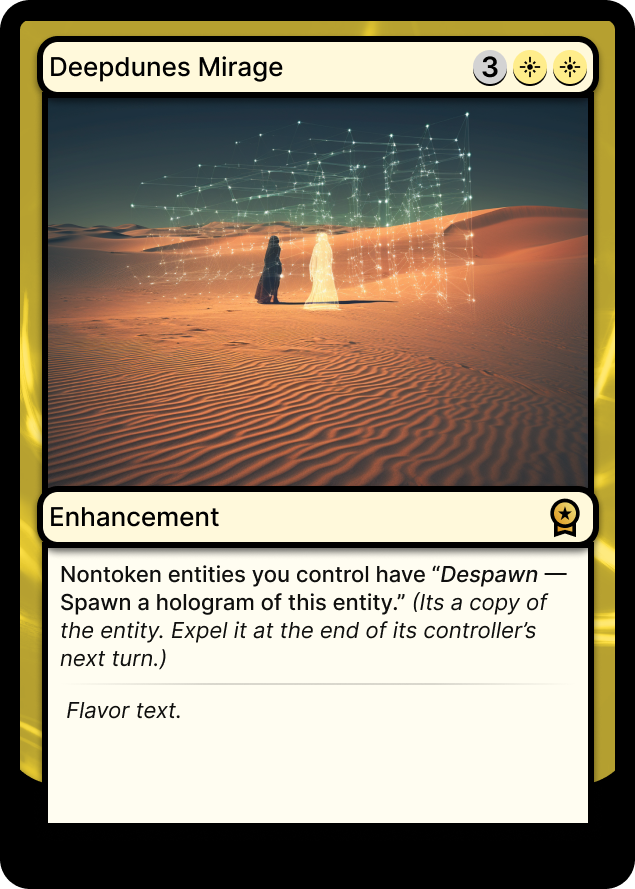 Deepdunes Mirage 3
Enhancement
Nontoken entities you control have “Despawn —
Spawn a hologram of this entity.” (Its a copy of
the entity. Expel it at the end of its controller’s
next turn.)
Flavor text.